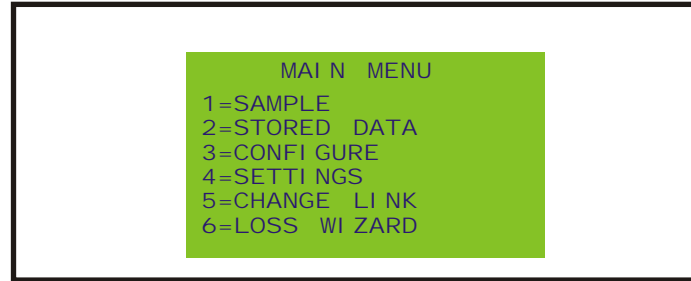 MAIN MENU
1=SAMPLE
2=STORED DATA
3=CONFIGURE
4=SETTINGS
5=CHANGE LINK
6=LOSS WIZARD